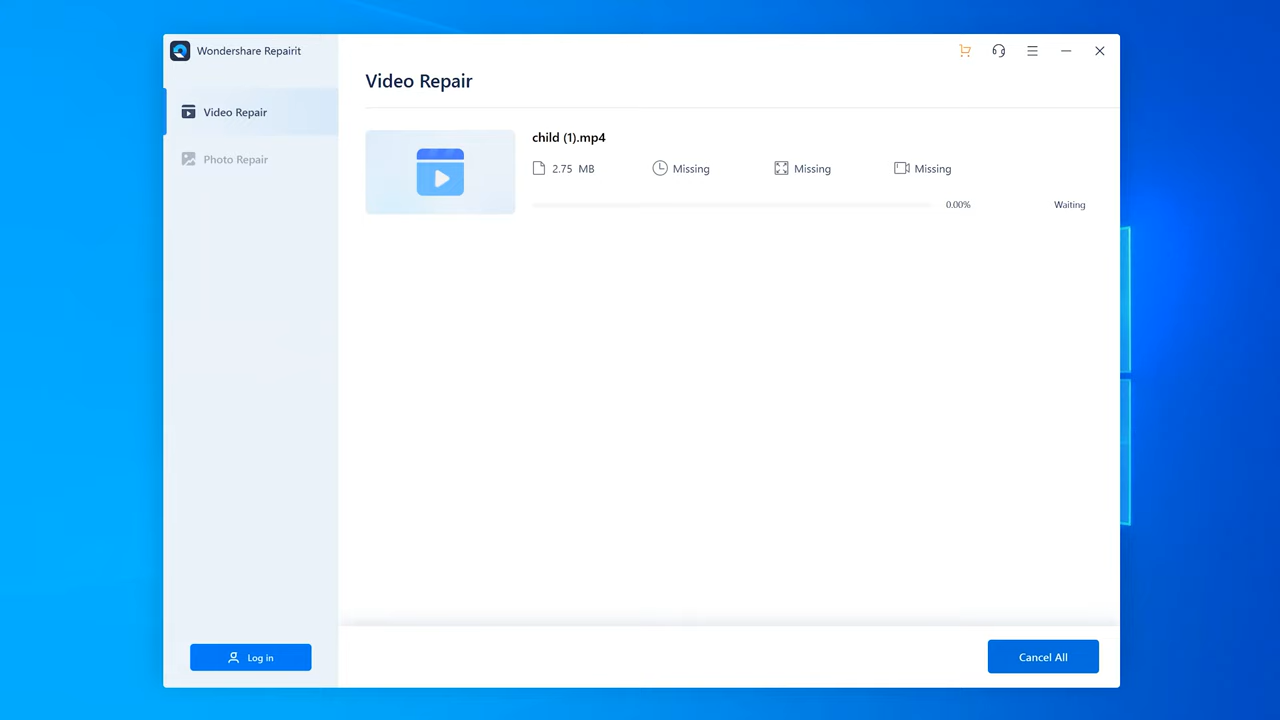 Wondershare Repairit
Video Repair
Photo Repair
Log in
Video Repair
child (1).mp4
2.75 MB Missing Missing Missing
0.00% Waiting
Cancel All